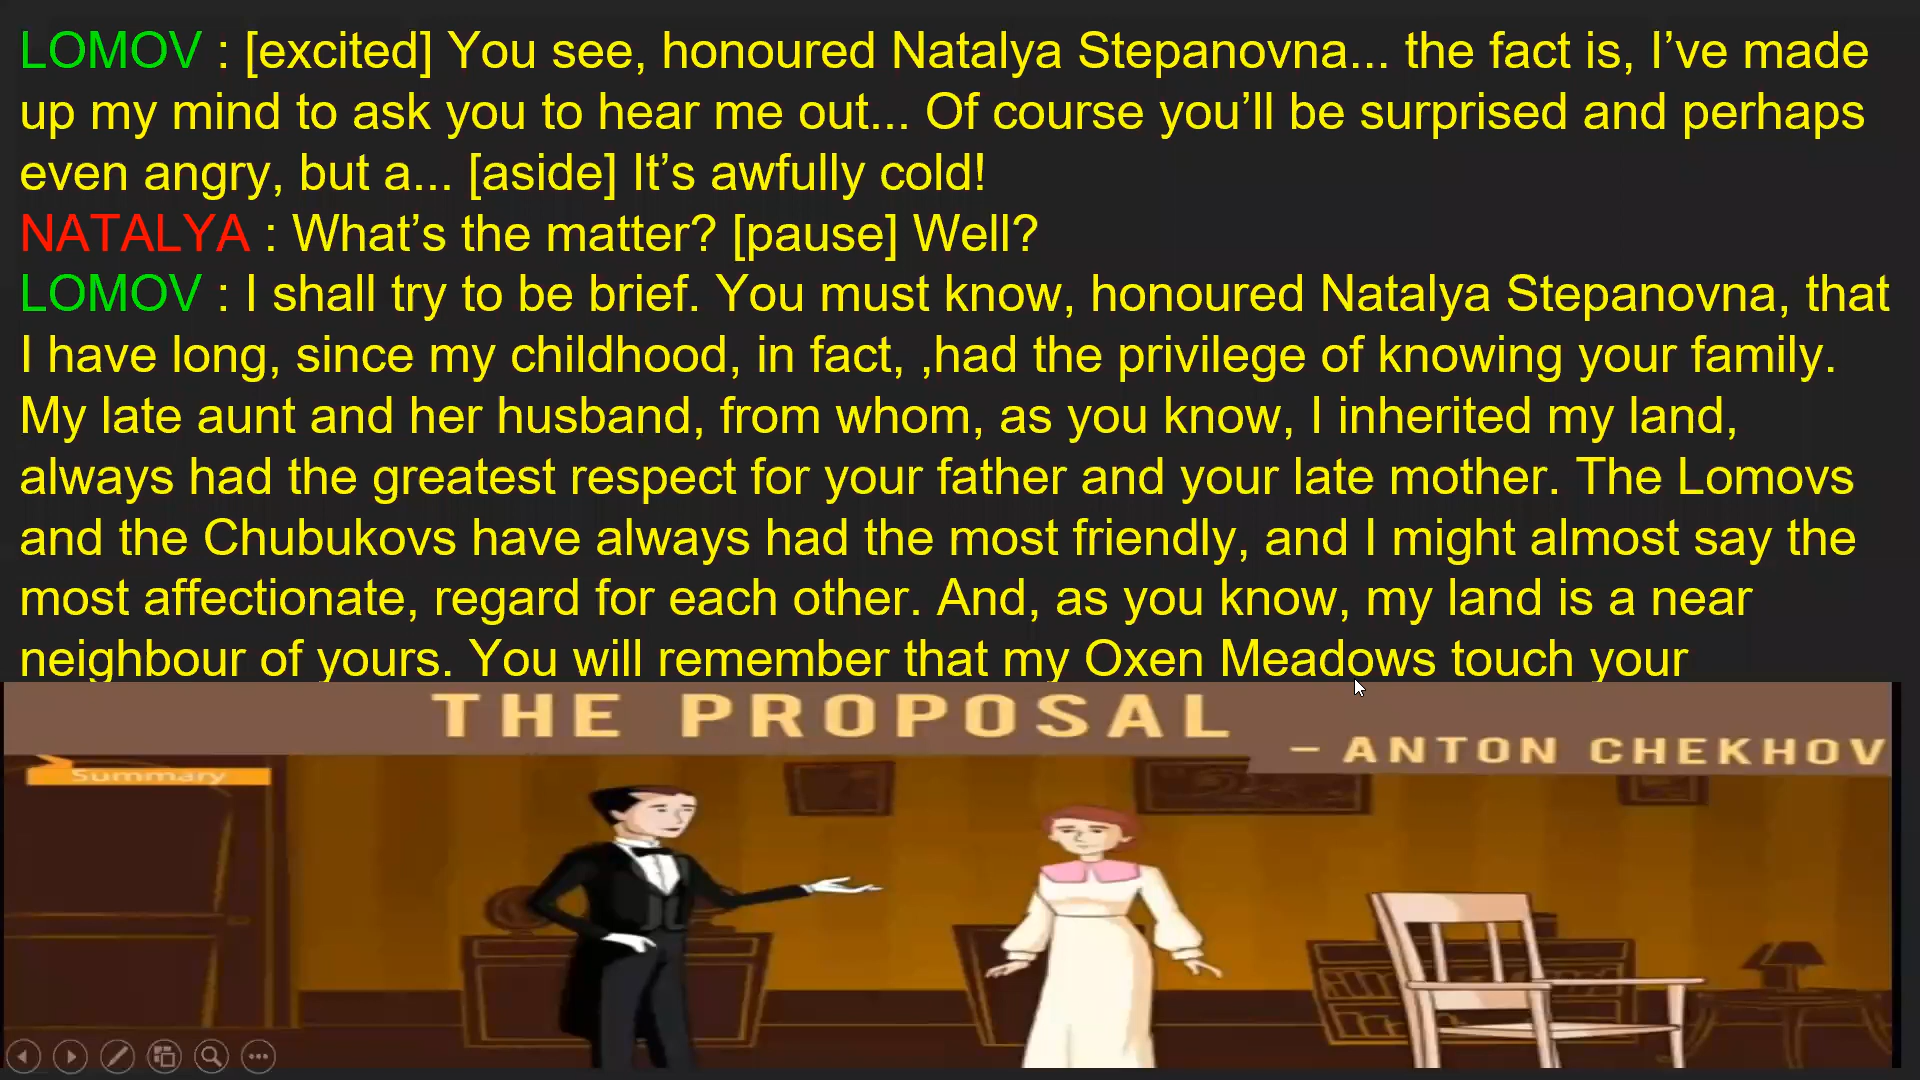 LOMOV : [excited] You see, honoured Natalya Stepanovna... the fact is, I’ve made
up my mind to ask you to hear me out... Of course you’ll be surprised and perhaps
even angry, but a... [aside] It’s awfully cold!
NATALYA : What’s the matter? [pause] Well?
LOMOV : I shall try to be brief. You must know, honoured Natalya Stepanovna, that
I have long, since my childhood, in fact, ,had the privilege of knowing your family.
My late aunt and her husband, from whom, as you know, I inherited my land,
always had the greatest respect for your father and your late mother. The Lomovs
and the Chubukovs have always had the most friendly, and I might almost say the
most affectionate, regard for each other. And, as you know, my land is a near
neighbour of yours. You will remember that my Oxen Meadows touch your
THE PROPOSAL
– ANTON CHEKHOV
Summary